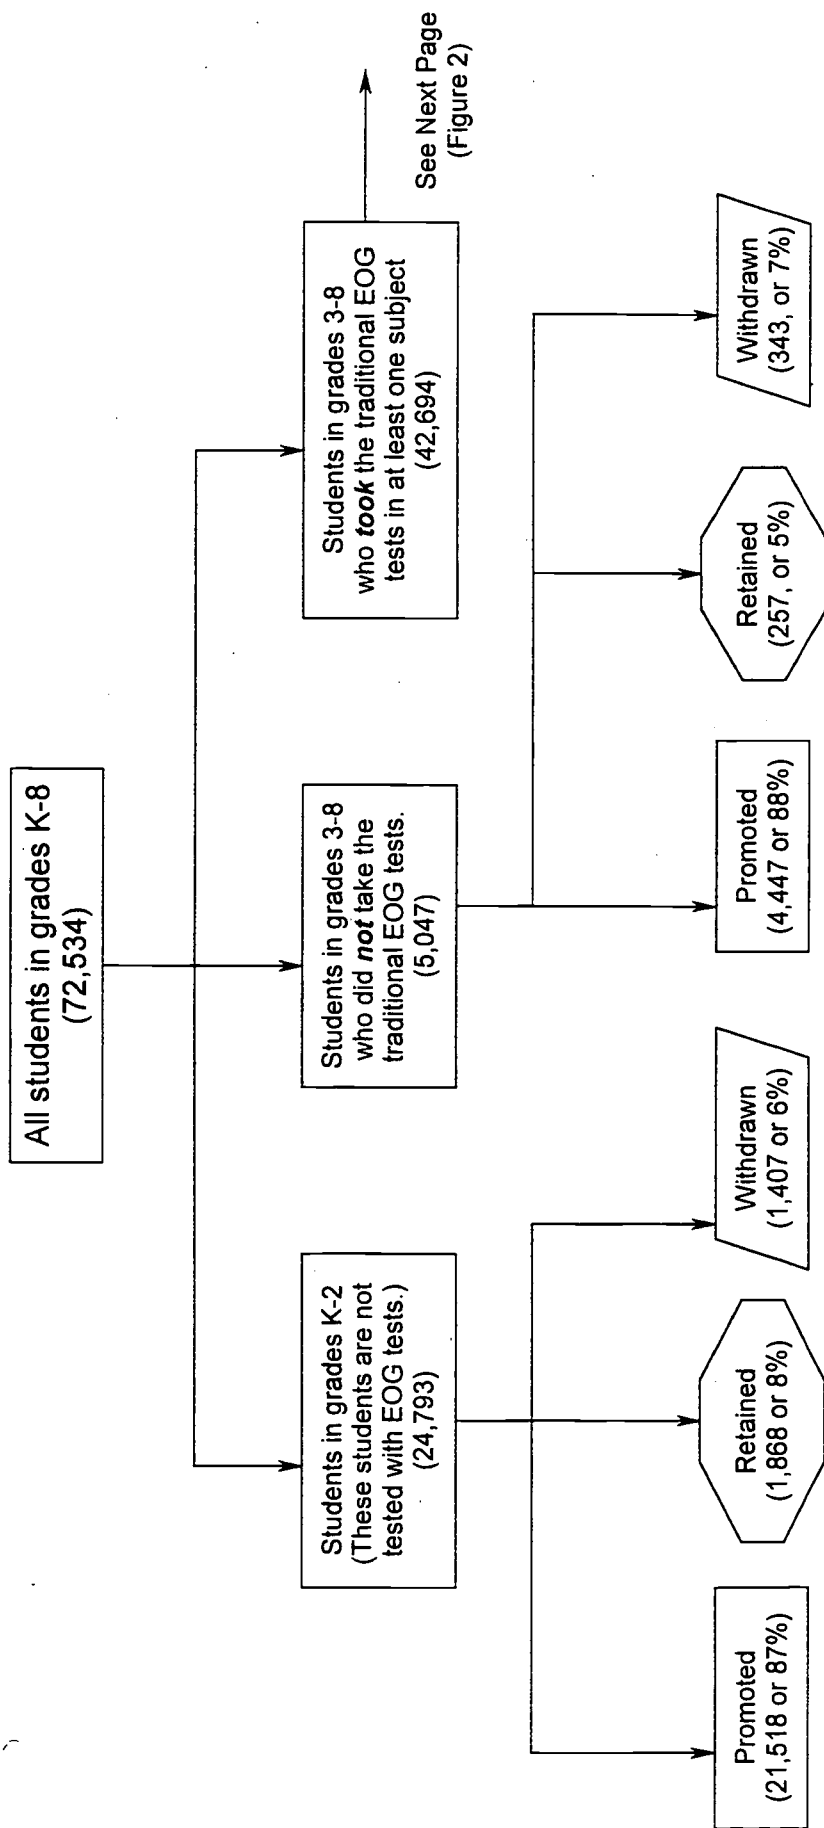 All students in grades K-8
(72,534)
Students in grades K-2
(These students are not
tested with EOG tests.)
(24,793)
Students in grades 3-8
who did not take the
traditional EOG tests.
(5,047)
Students in grades 3-8
who took the traditional EOG
tests in at least one subject
(42,694)
See Next Page
(Figure 2)
Promoted
(21,518 or 87%)
Retained
(1,868 or 8%)
Withdrawn
(1,407 or 6%)
Promoted
(4,447 or 88%)
Retained
(257, or 5%)
Withdrawn
(343, or 7%)